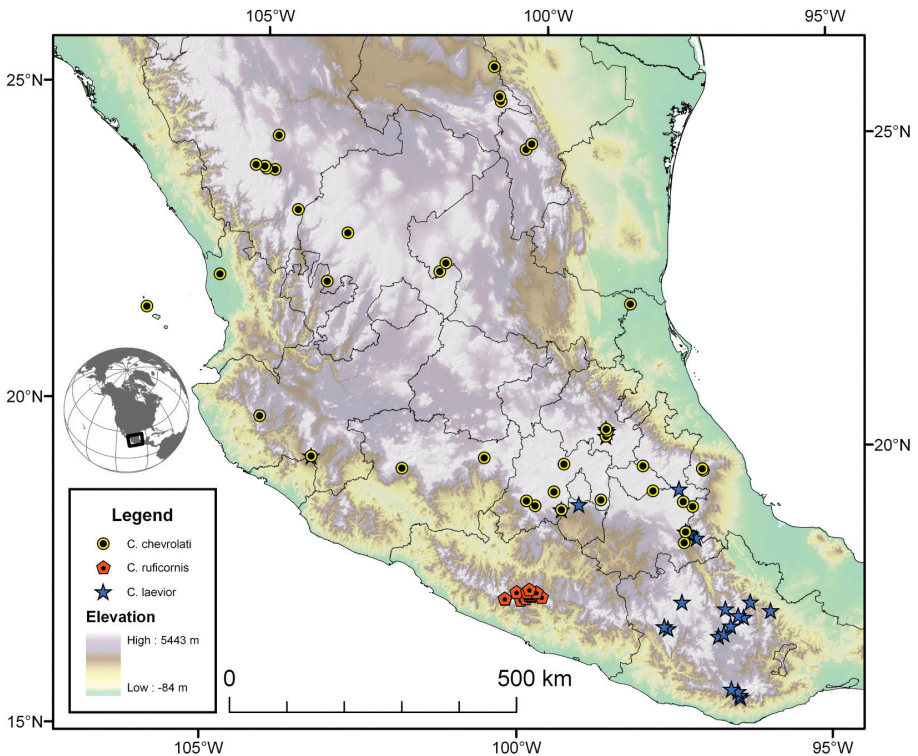 105°W 100°W 95°W
25°N 25°N
20°N 20°N
Legend
C. chevrolati
C. ruficornis
C. laevior
Elevation
High : 5443 m
Low : -84 m
0 500 km
15°N
105°W 100°W 95°W